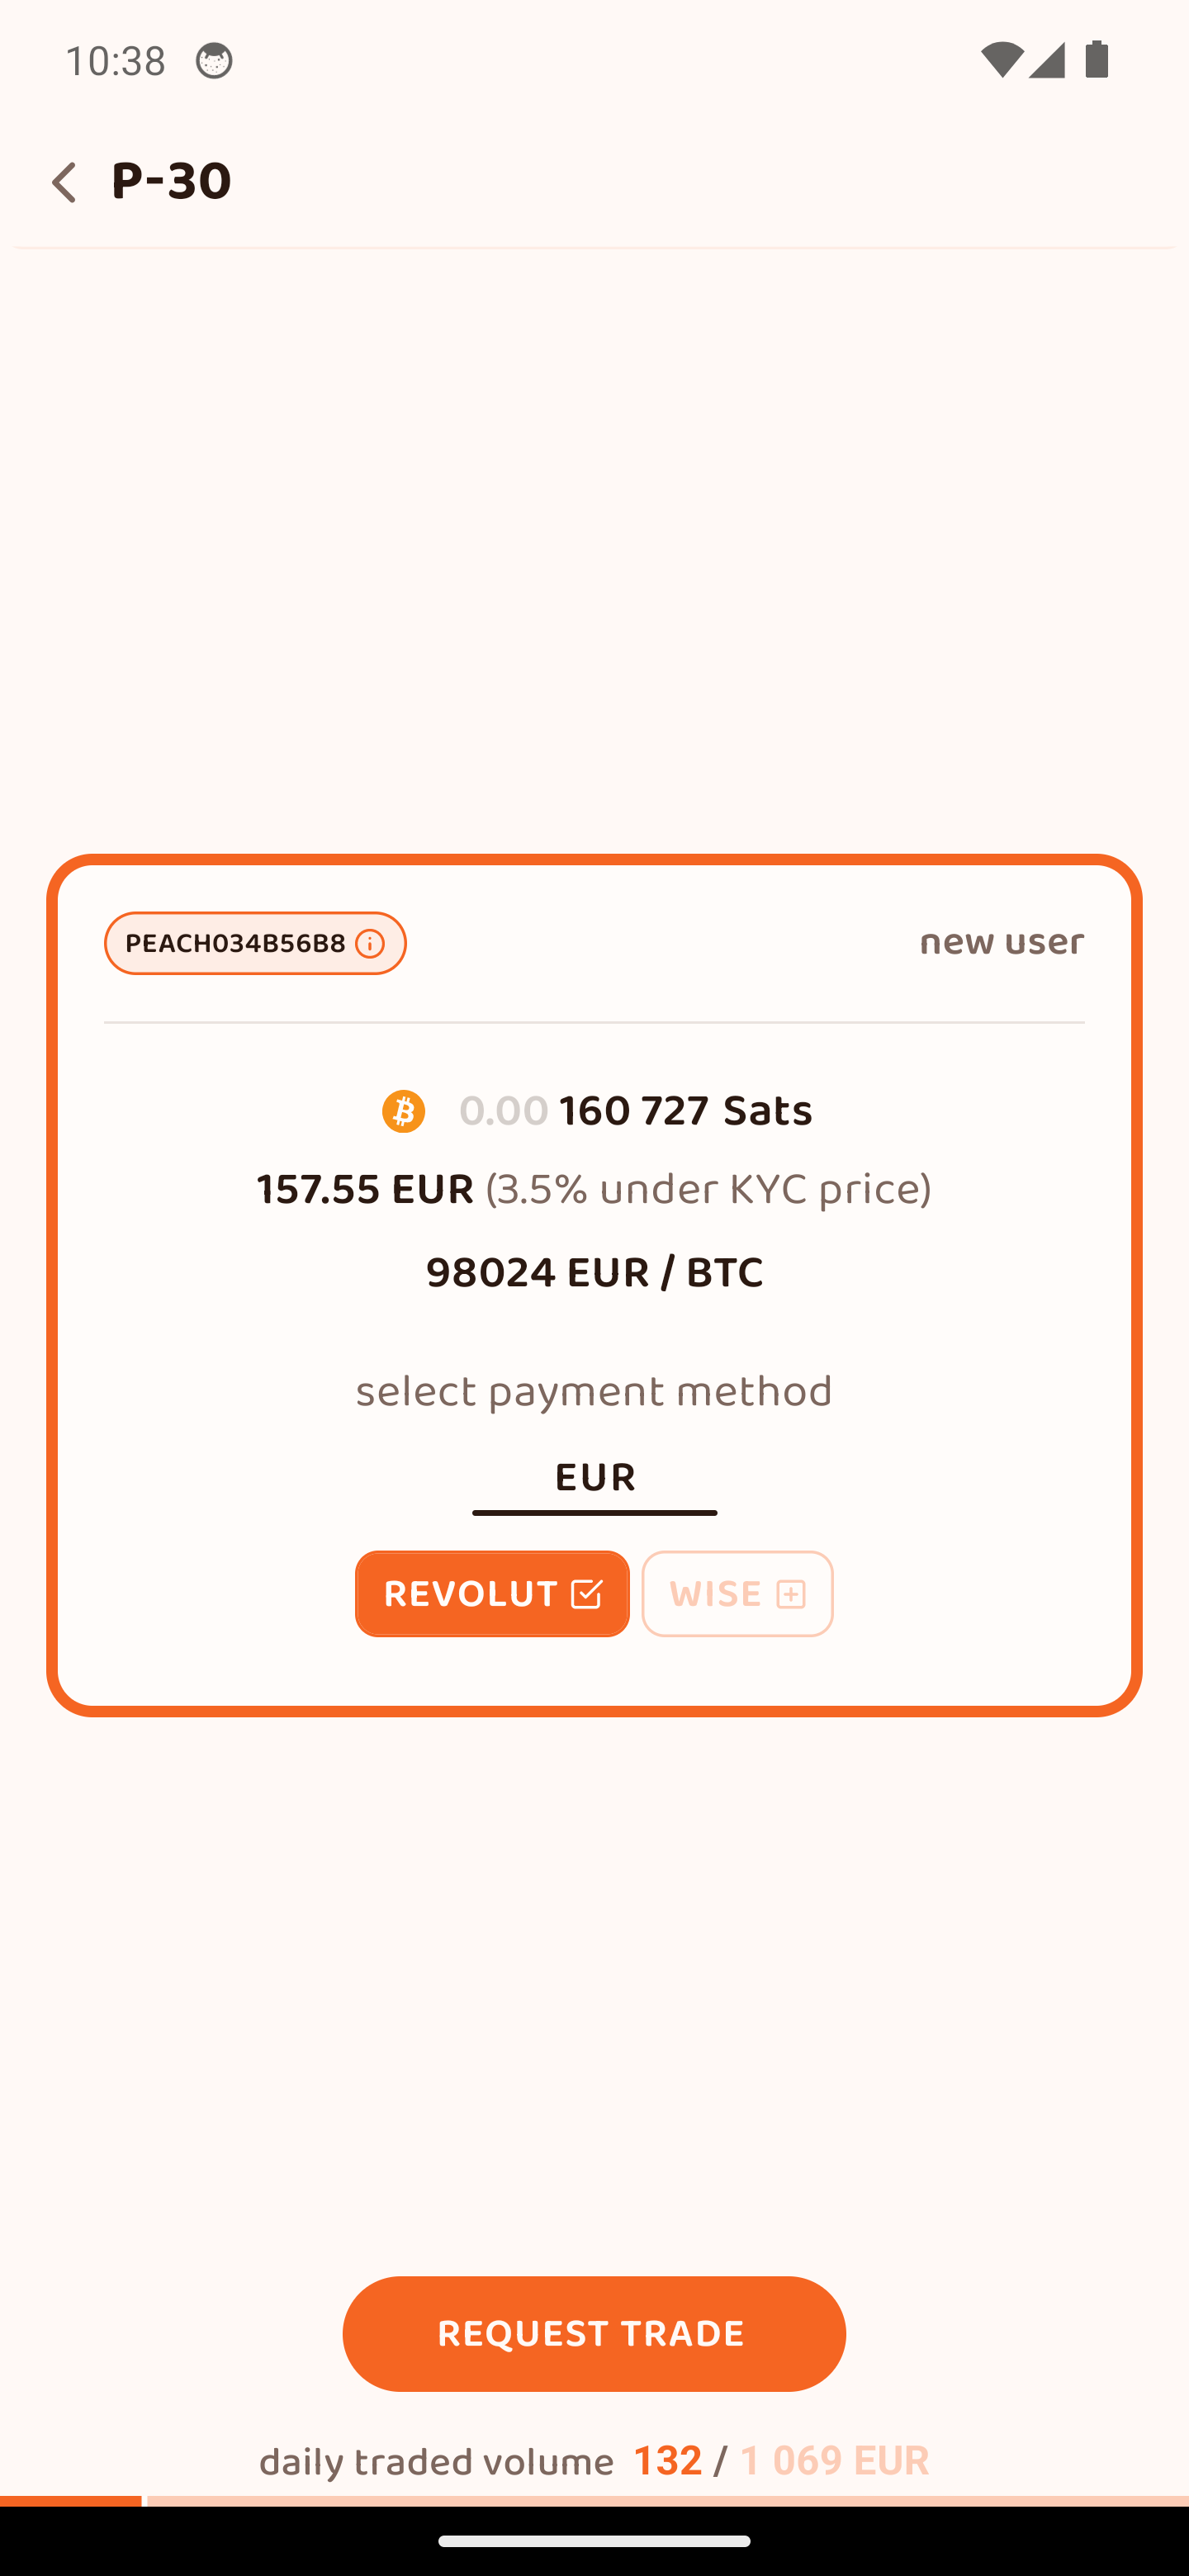 10:38
P-30
PEACH034B56B8
new user
0.00 160 727 Sats
157.55 EUR (3.5% under KYC price)
98024 EUR / BTC
select payment method
EUR
REVOLUT
WISE
REQUEST TRADE
daily traded volume 132 / 1 069 EUR